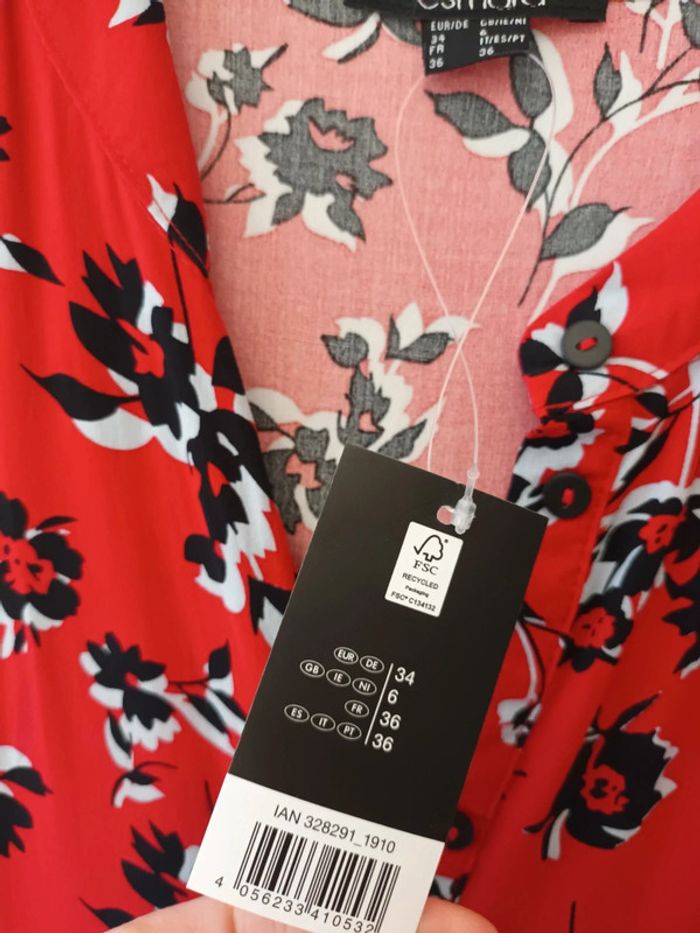 esmara
EUR/DE GB/IE/NI
34 6
FR IT/ES/PT
36 36
FSC
RECYCLED
Packaging
FSC® C134132
EUR DE 34
GB IE NI 6
FR 36
ES IT PT 36
IAN 328291_1910
4 056233 410532